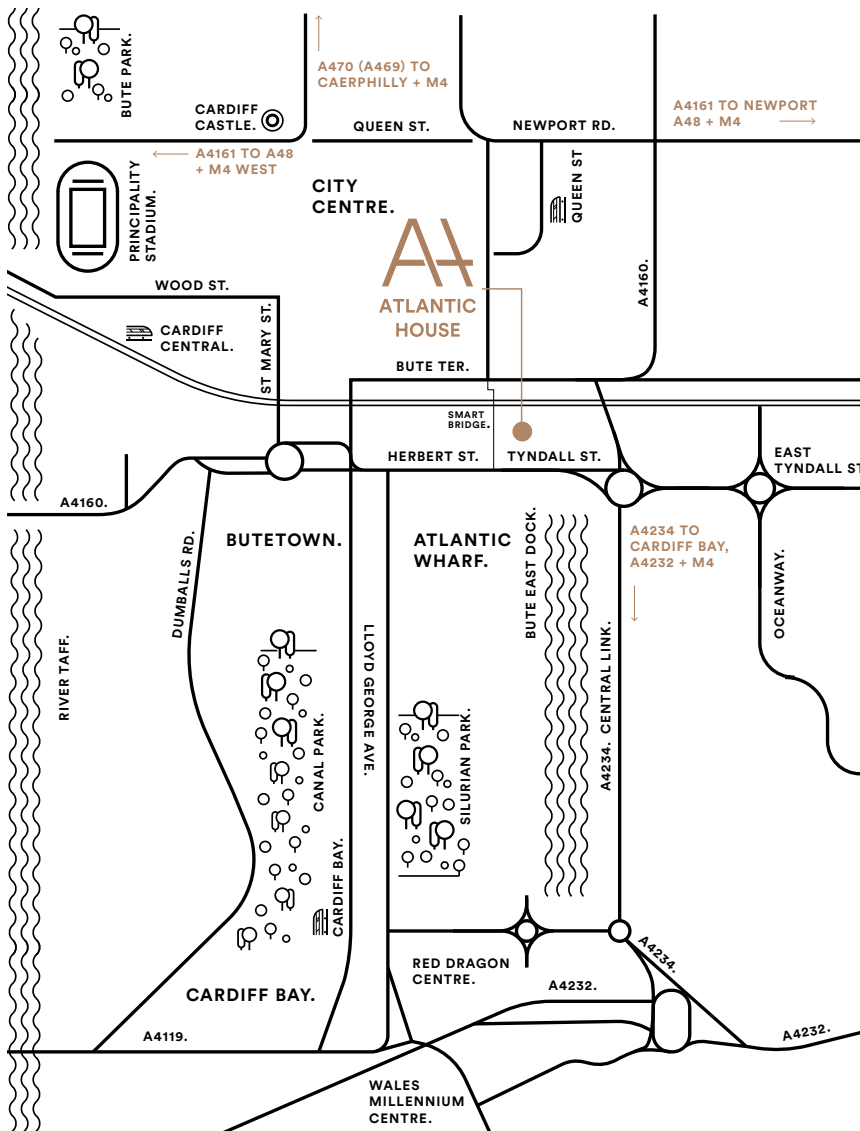 BUTE PARK.
A470 (A469) TO
CAERPHILLY + M4
CARDIFF
CASTLE.
QUEEN ST.
NEWPORT RD.
A4161 TO NEWPORT
A48 + M4
A4161 TO A48
+ M4 WEST
PRINCIPALITY
STADIUM.
CITY
CENTRE.
QUEEN ST
AH
ATLANTIC
HOUSE
A4160.
WOOD ST.
CARDIFF
CENTRAL.
ST MARY ST.
BUTE TER.
SMART
BRIDGE.
HERBERT ST.
TYNDALL ST.
EAST
TYNDALL ST
A4160.
DUMBALLS RD.
BUTETOWN.
ATLANTIC
WHARF.
BUTE EAST DOCK.
A4234 TO
CARDIFF BAY,
A4232 + M4
OCEANWAY.
RIVER TAFF.
LLOYD GEORGE AVE.
CANAL PARK.
SILURIAN PARK.
A4234. CENTRAL LINK.
CARDIFF BAY.
RED DRAGON
CENTRE.
A4234.
CARDIFF BAY.
A4232.
A4119.
A4232.
WALES
MILLENNIUM
CENTRE.